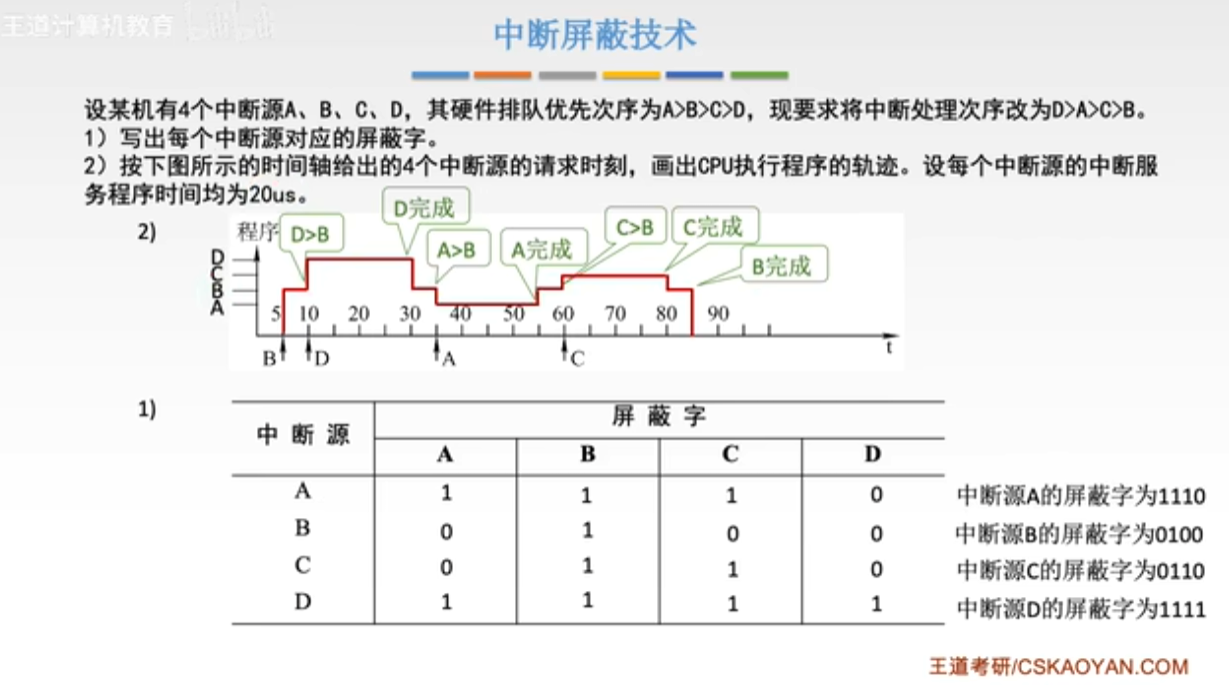 王道计算机教育
中断屏蔽技术
设某机有4个中断源A、B、C、D，其硬件排队优先次序为A>B>C>D，现要求将中断处理次序改为D>A>C>B。
1）写出每个中断源对应的屏蔽字。
2）按下图所示的时间轴给出的4个中断源的请求时刻，画出CPU执行程序的轨迹。设每个中断源的中断服
务程序时间均为20us。
2)
程序
D>B
D完成
A>B
A完成
C>B
C完成
B完成
D
C
B
A
5 10 20 30 40 50 60 70 80 90
B D A C t
1)
中 断 源
屏 蔽 字
A B C D
A 1 1 1 0 中断源A的屏蔽字为1110
B 0 1 0 0 中断源B的屏蔽字为0100
C 0 1 1 0 中断源C的屏蔽字为0110
D 1 1 1 1 中断源D的屏蔽字为1111
王道考研/CSKAOYAN.COM